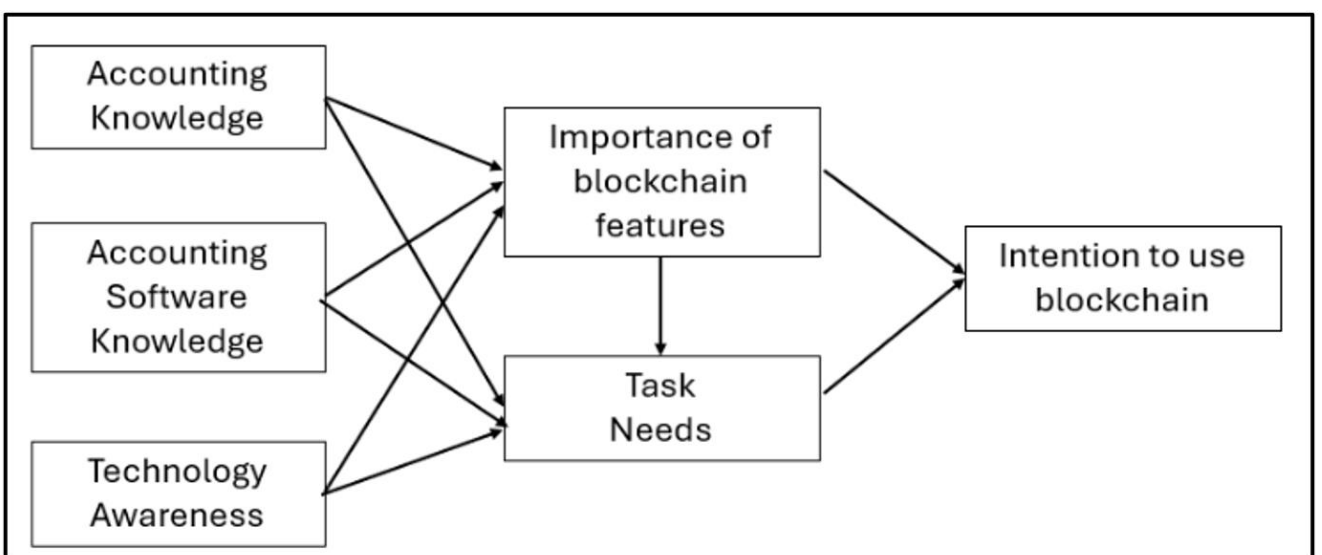 Accounting
Knowledge
Accounting
Software
Knowledge
Technology
Awareness
Importance of
blockchain
features
Task
Needs
Intention to use
blockchain